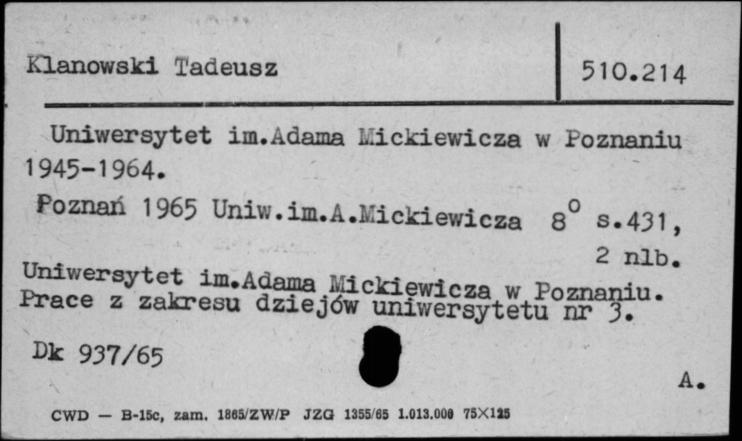 Klanowski Tadeusz
510.214
Uniwersytet im.Adama Mickiewicza w Poznaniu
1945-1964.
Poznań 1965 Uniw.im.A.Mickiewicza 8° s.431,
2 nlb.
Uniwersytet im.Adama Mickiewicza w Poznaniu.
Prace z zakresu dziejów uniwersytetu nr 3.
Dk 937/65
A.
CWD — B-15c, zam. 1865/ZW/P JZG 1355/65 1.013.000 75X125